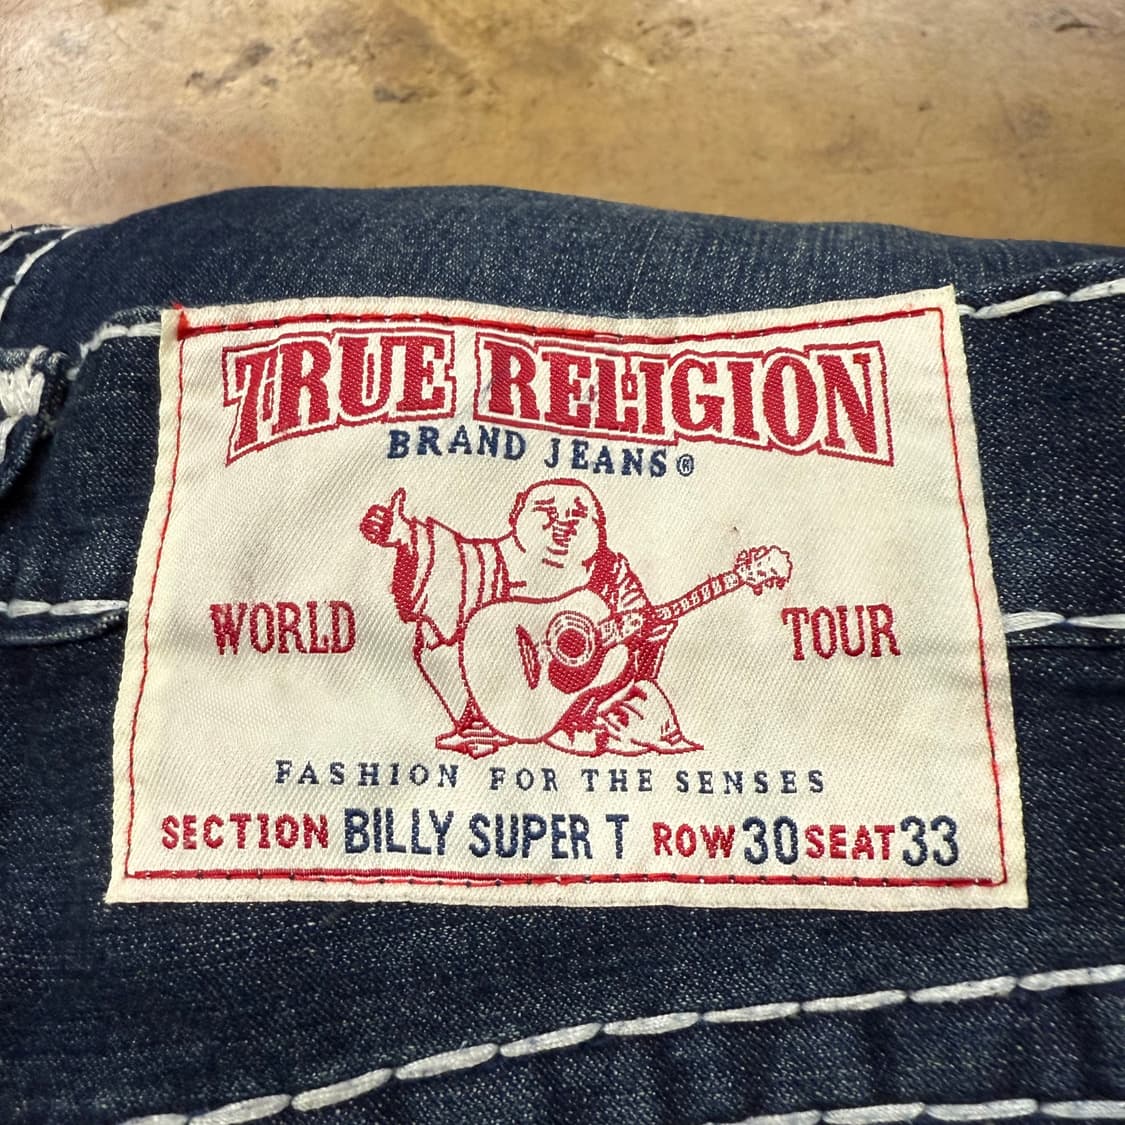 TRUE RELIGION
BRAND JEANS®
WORLD TOUR
FASHION FOR THE SENSES
SECTION BILLY SUPER T ROW 30 SEAT 33